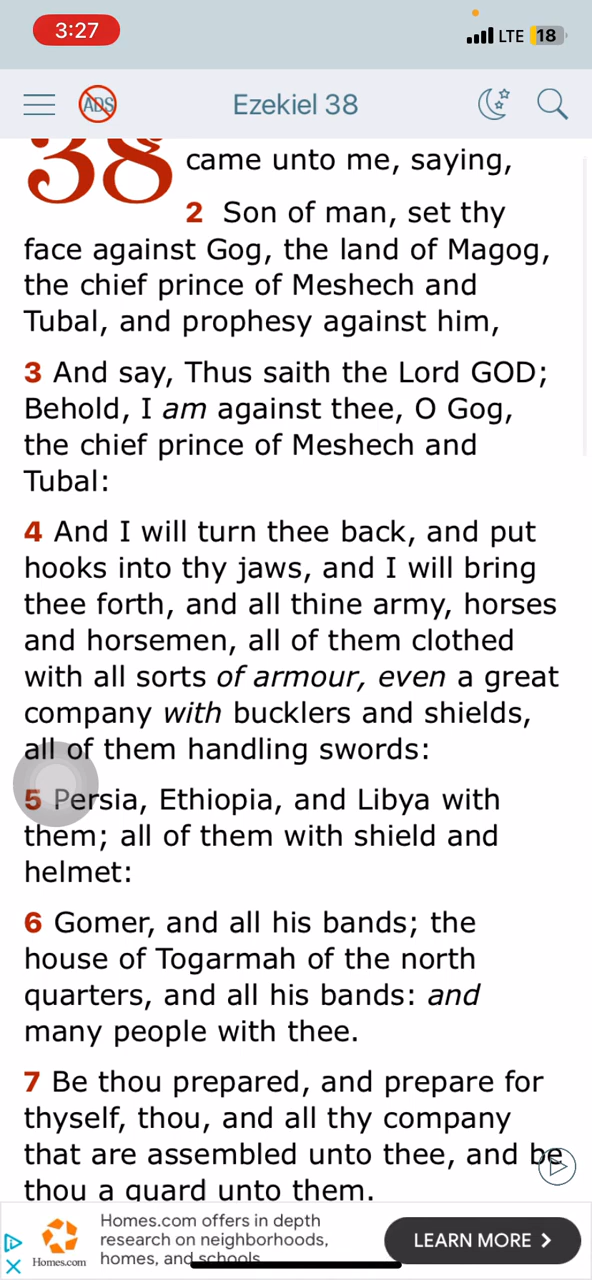 3:27
LTE 18
ADS
Ezekiel 38
38
came unto me, saying,
2 Son of man, set thy
face against Gog, the land of Magog,
the chief prince of Meshech and
Tubal, and prophesy against him,
3 And say, Thus saith the Lord GOD;
Behold, I am against thee, O Gog,
the chief prince of Meshech and
Tubal:
4 And I will turn thee back, and put
hooks into thy jaws, and I will bring
thee forth, and all thine army, horses
and horsemen, all of them clothed
with all sorts of armour, even a great
company with bucklers and shields,
all of them handling swords:
5 Persia, Ethiopia, and Libya with
them; all of them with shield and
helmet:
6 Gomer, and all his bands; the
house of Togarmah of the north
quarters, and all his bands: and
many people with thee.
7 Be thou prepared, and prepare for
thyself, thou, and all thy company
that are assembled unto thee, and be
thou a guard unto them.
Homes.com offers in depth
research on neighborhoods,
homes, and schools
Homes.com
LEARN MORE